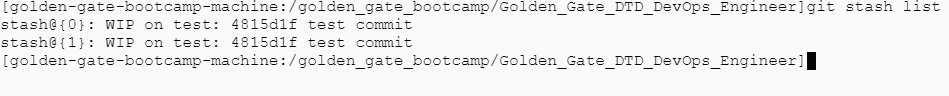 [golden-gate-bootcamp-machine:/golden_gate_bootcamp/Golden_Gate_DTD_DevOps_Engineer]git stash list
stash@{0}: WIP on test: 4815d1f test commit
stash@{1}: WIP on test: 4815d1f test commit
[golden-gate-bootcamp-machine:/golden_gate_bootcamp/Golden_Gate_DTD_DevOps_Engineer]